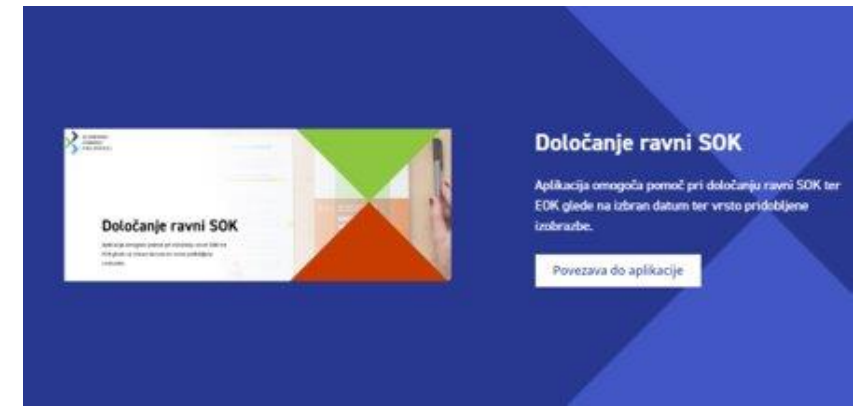 Določanje ravni SOK
Določanje ravni SOK
Aplikacija omogoča pomoč pri določanju ravni SOK ter
EOK glede na izbran datum ter vrsto pridobljene
izobrazbe.
Povezava do aplikacije